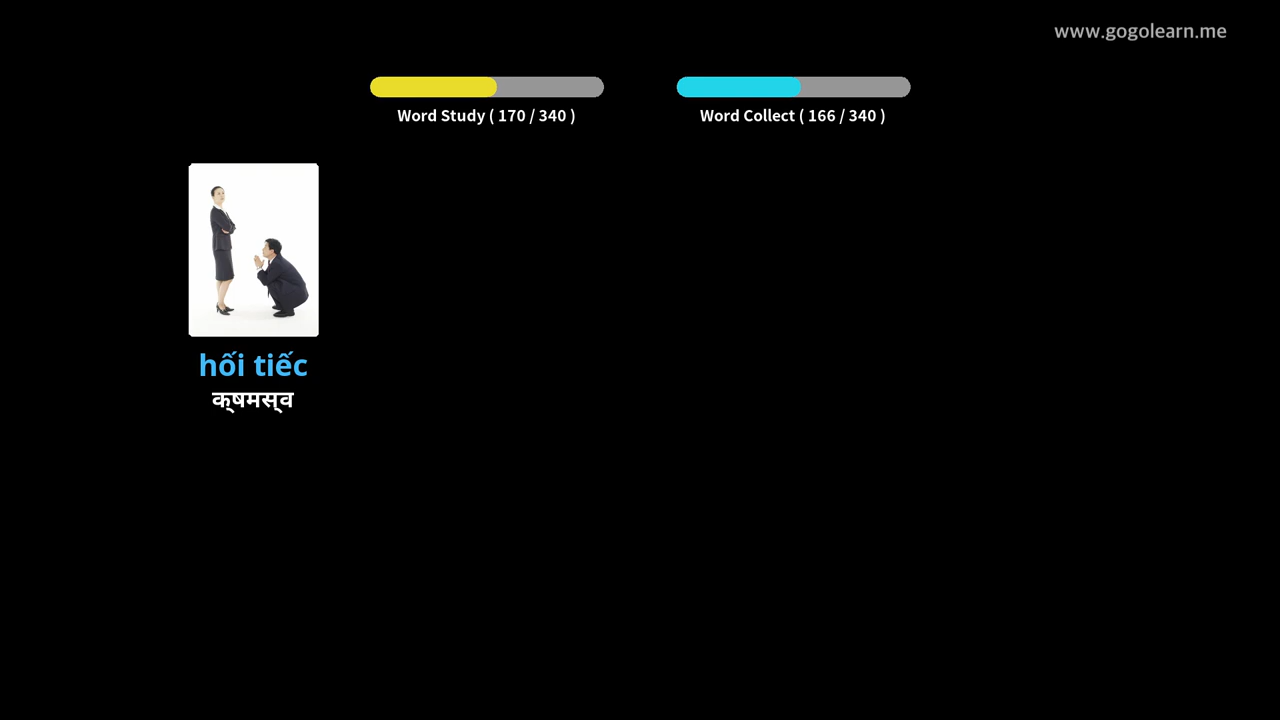 www.gogolearn.me
Word Study ( 170 / 340 )
Word Collect ( 166 / 340 )
hối tiếc
क्षमस्व